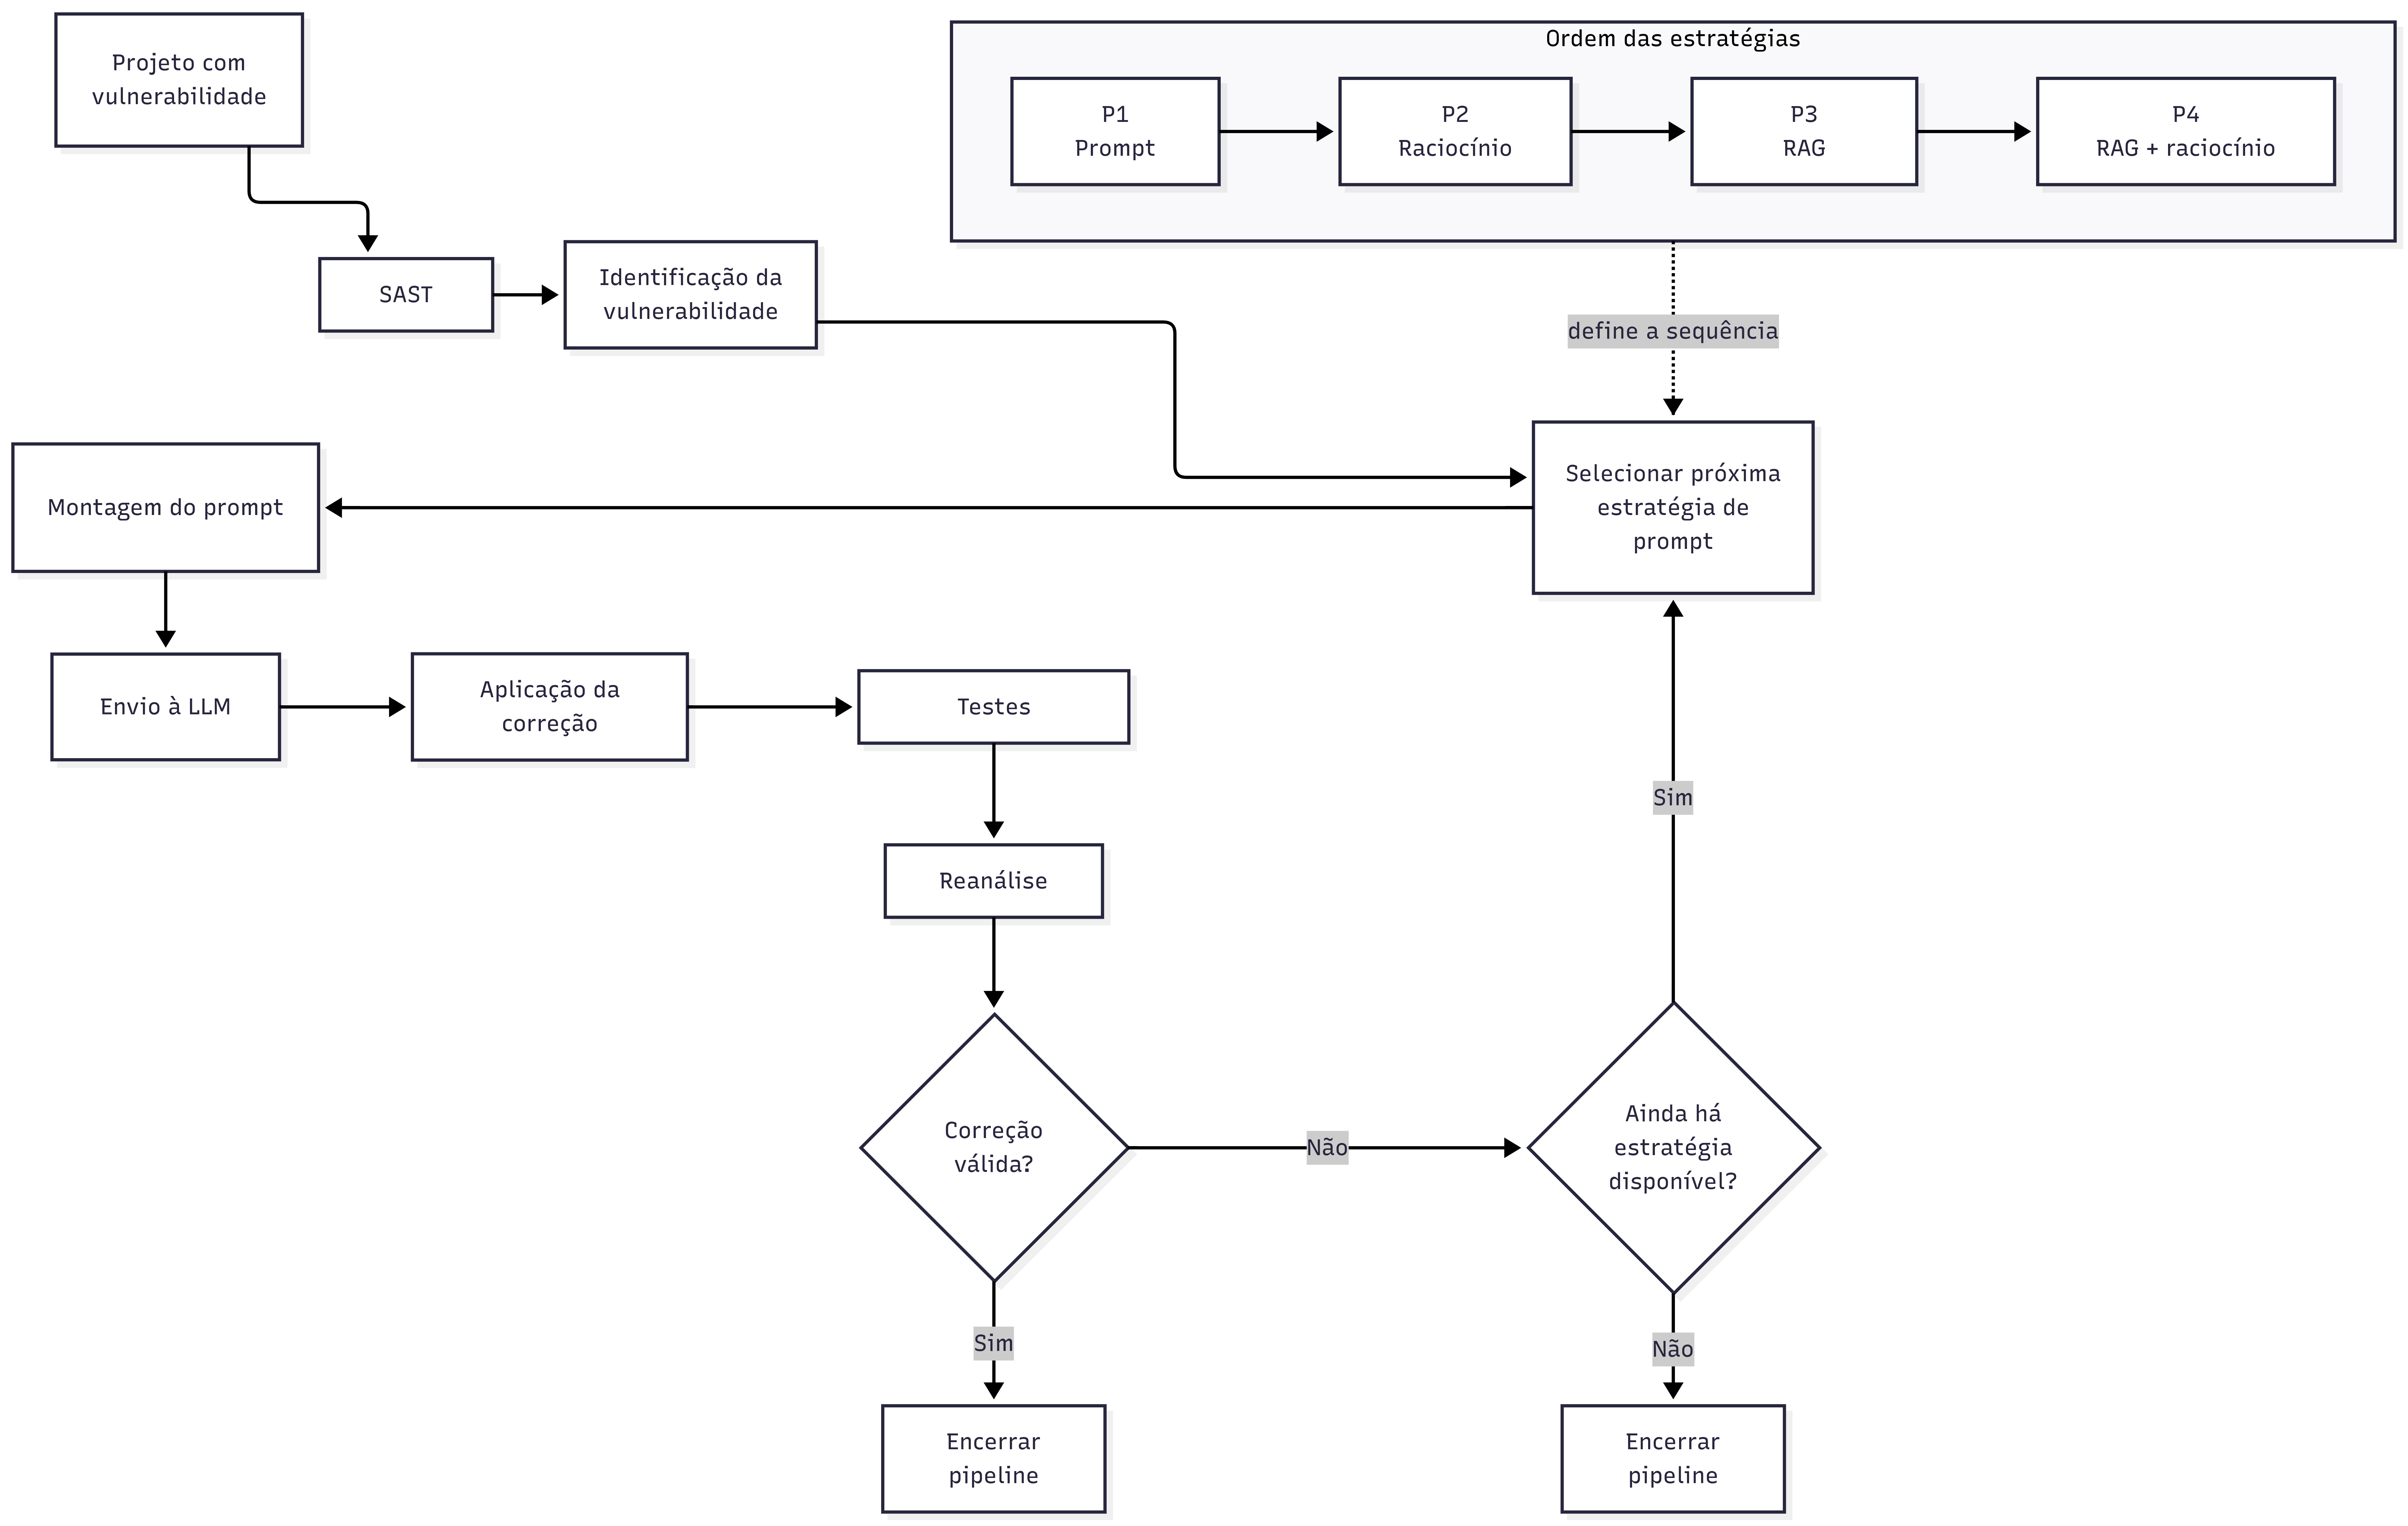 Projeto com
vulnerabilidade
Ordem das estratégias
P1
Prompt
P2
Raciocínio
P3
RAG
P4
RAG + raciocínio
SAST
Identificação da
vulnerabilidade
define a sequência
Selecionar próxima
estratégia de
prompt
Montagem do prompt
Envio à LLM
Aplicação da
correção
Testes
Sim
Reanálise
Correção
válida?
Não
Ainda há
estratégia
disponível?
Sim
Não
Encerrar
pipeline
Encerrar
pipeline